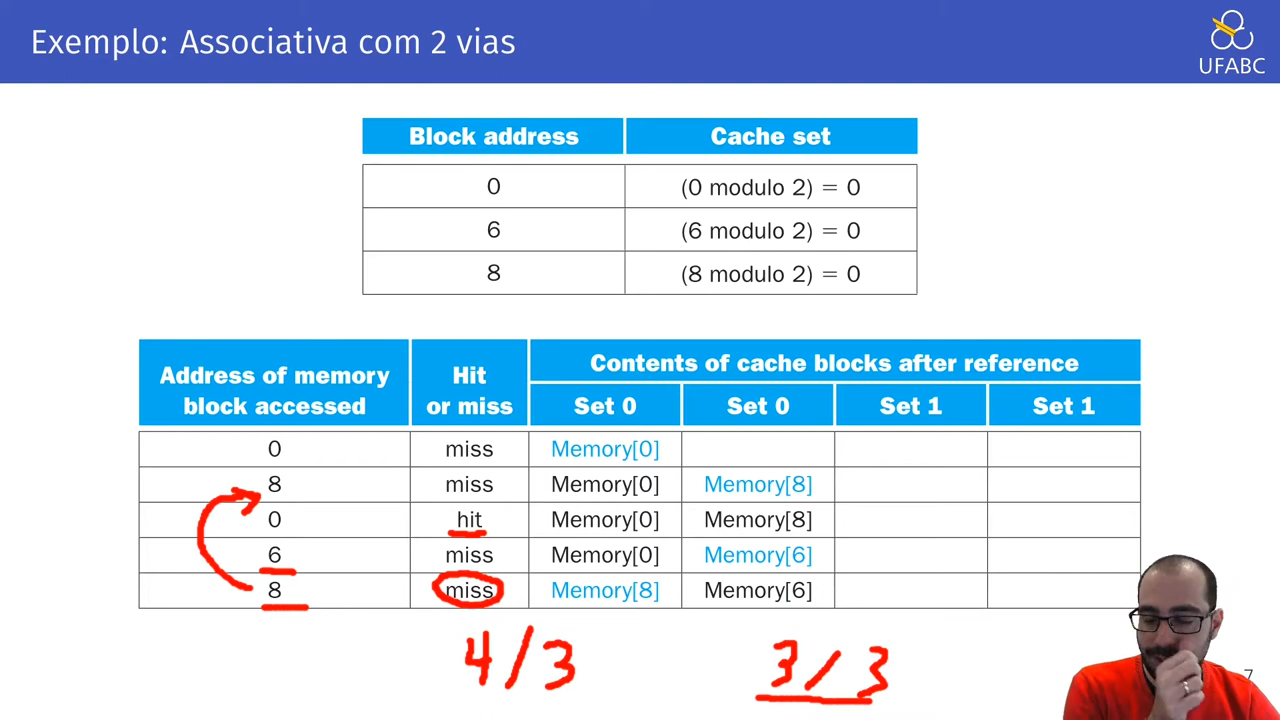 Exemplo: Associativa com 2 vias
UFABC
Block address Cache set
0 (0 modulo 2) = 0
6 (6 modulo 2) = 0
8 (8 modulo 2) = 0
Address of memory block accessed Hit or miss Contents of cache blocks after reference
Set 0 Set 0 Set 1 Set 1
0 miss Memory[0]
8 miss Memory[0] Memory[8]
0 hit Memory[0] Memory[8]
6 miss Memory[0] Memory[6]
8 miss Memory[8] Memory[6]
4/3 3/3
7